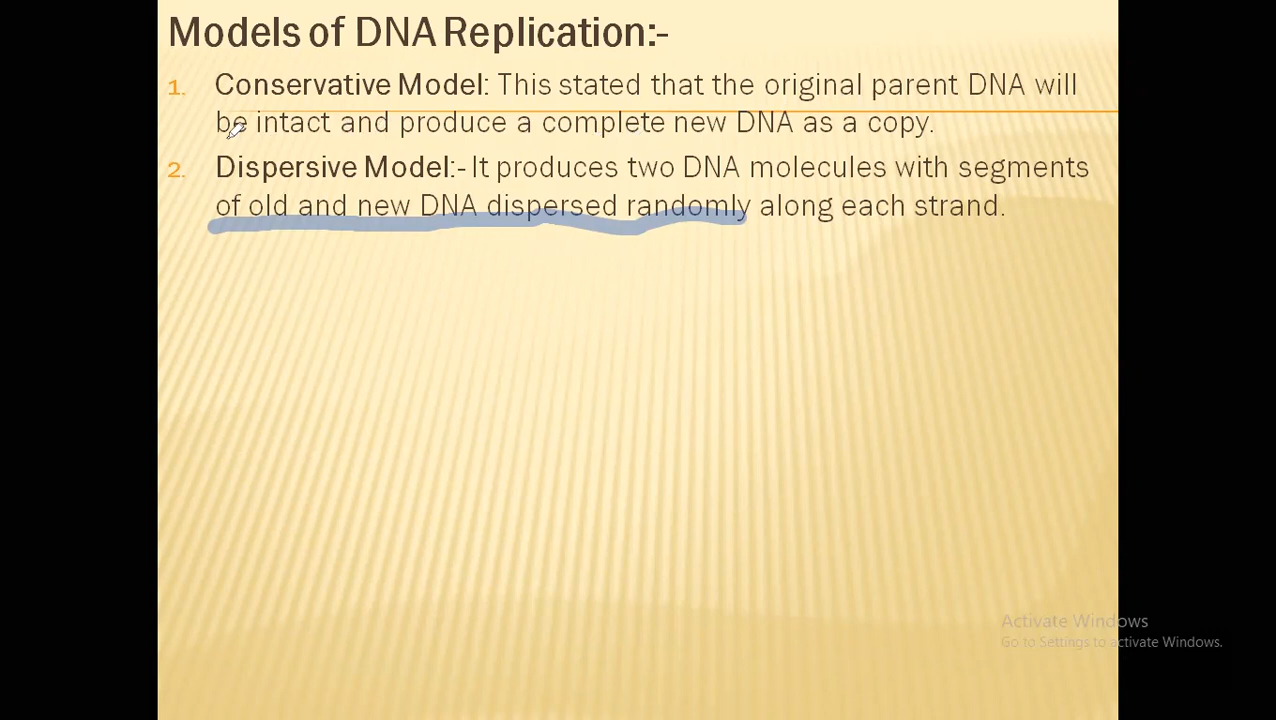 Models of DNA Replication:-
1. Conservative Model: This stated that the original parent DNA will
be intact and produce a complete new DNA as a copy.
2. Dispersive Model:- It produces two DNA molecules with segments
of old and new DNA dispersed randomly along each strand.
Activate Windows
Go to Settings to activate Windows.